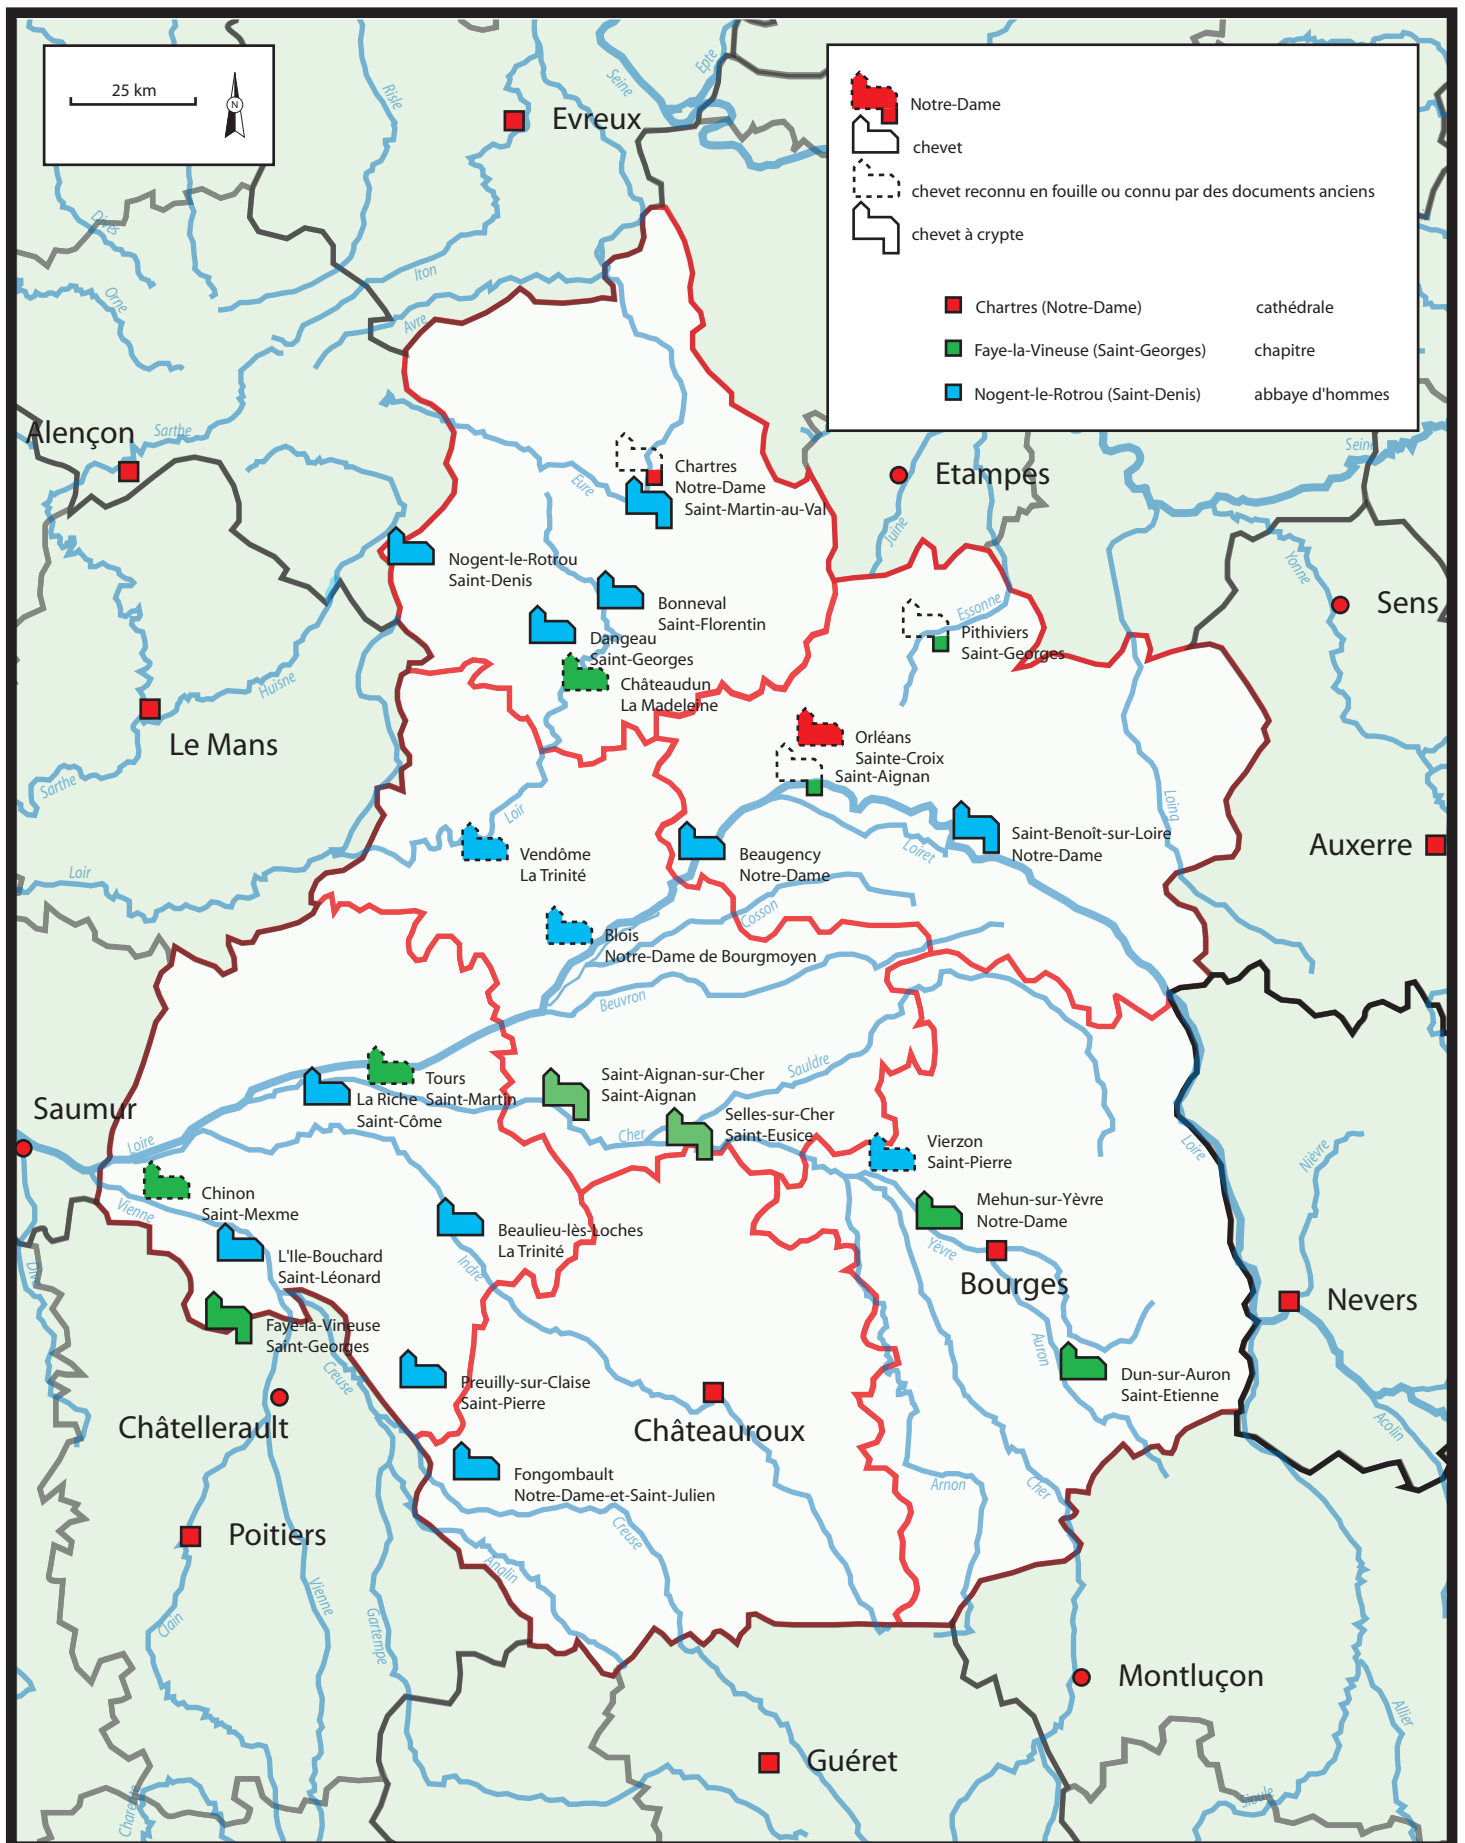 25 km
N
Notre-Dame
chevet
chevet reconnu en fouille ou connu par des documents anciens
chevet à crypte
Chartres (Notre-Dame) cathédrale
Faye-la-Vineuse (Saint-Georges) chapitre
Nogent-le-Rotrou (Saint-Denis) abbaye d'hommes
Risle
Seine
Epte
Evreux
Dives
Orne
Iton
Avre
Alençon
Sarthe
Seine
Etampes
Chartres
Notre-Dame
Saint-Martin-au-Val
Eure
Juine
Yonne
Nogent-le-Rotrou
Saint-Denis
Bonneval
Saint-Florentin
Essonne
Sens
Dangeau
Saint-Georges
Pithiviers
Saint-Georges
Châteaudun
La Madeleine
Huisne
Le Mans
Orléans
Sainte-Croix
Saint-Aignan
Sarthe
Loir
Loing
Saint-Benoît-sur-Loire
Notre-Dame
Loiret
Auxerre
Vendôme
La Trinité
Beaugency
Notre-Dame
Loir
Cosson
Blois
Notre-Dame de Bourgmoyen
Beuvron
Sauldre
Tours
Saint-Martin
La Riche
Saint-Côme
Saint-Aignan-sur-Cher
Saint-Aignan
Saumur
Selles-sur-Cher
Saint-Eusice
Cher
Loire
Vierzon
Saint-Pierre
Loire
Nièvre
Chinon
Saint-Mexme
Vienne
Mehun-sur-Yèvre
Notre-Dame
Beaulieu-lès-Loches
La Trinité
Yèvre
L'Ile-Bouchard
Saint-Léonard
Indre
Bourges
Dive
Nevers
Faye-la-Vineuse
Saint-Georges
Auron
Creuse
Preuilly-sur-Claise
Saint-Pierre
Dun-sur-Auron
Saint-Etienne
Châtellerault
Châteauroux
Acolin
Fongombault
Notre-Dame-et-Saint-Julien
Arnon
Cher
Poitiers
Creuse
Anglin
Vienne
Clain
Gartempe
Montluçon
Allier
Guéret
Sioule
Charente